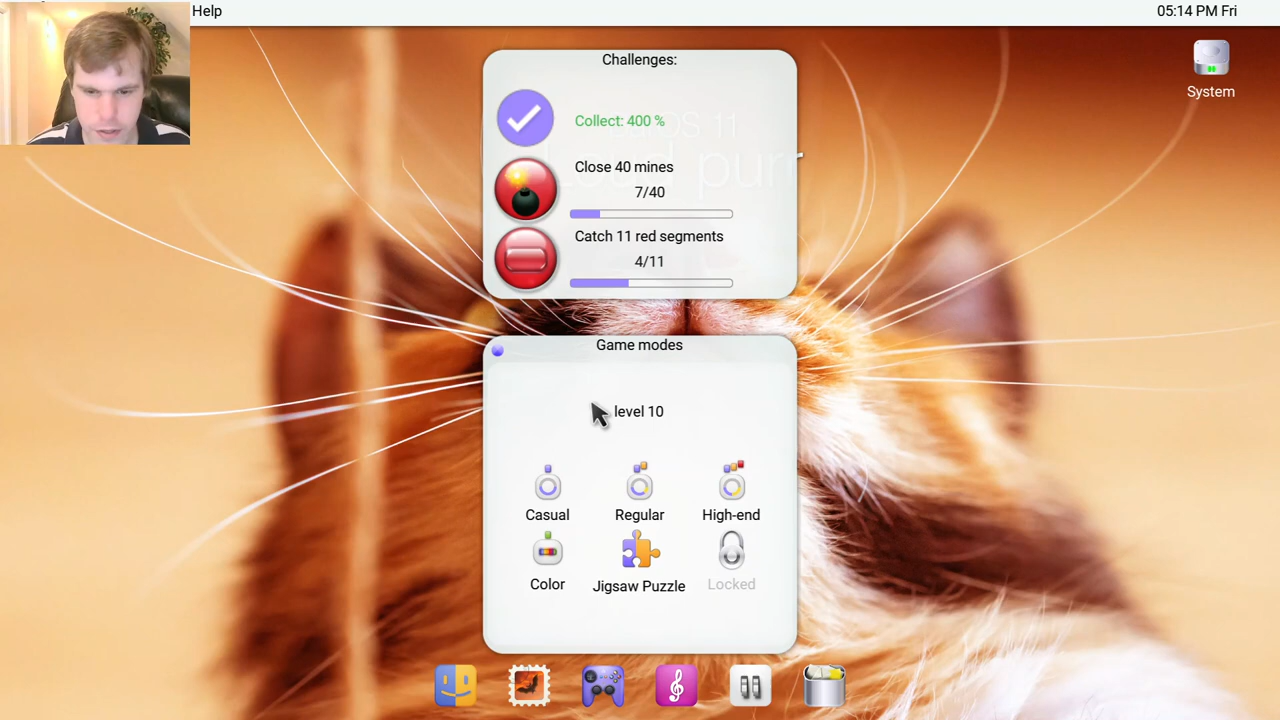 Help
05:14 PM Fri
System
Challenges:
Collect: 400 %
Close 40 mines
7/40
Catch 11 red segments
4/11
Game modes
level 10
Casual
Regular
High-end
Color
Jigsaw Puzzle
Locked